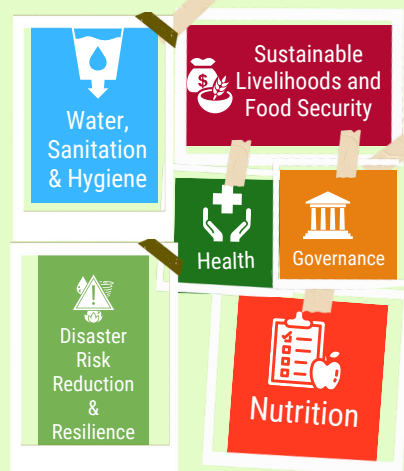 Water,
Sanitation
& Hygiene
Sustainable
Livelihoods and
Food Security
$
Health
Governance
Disaster
Risk
Reduction
&
Resilience
Nutrition